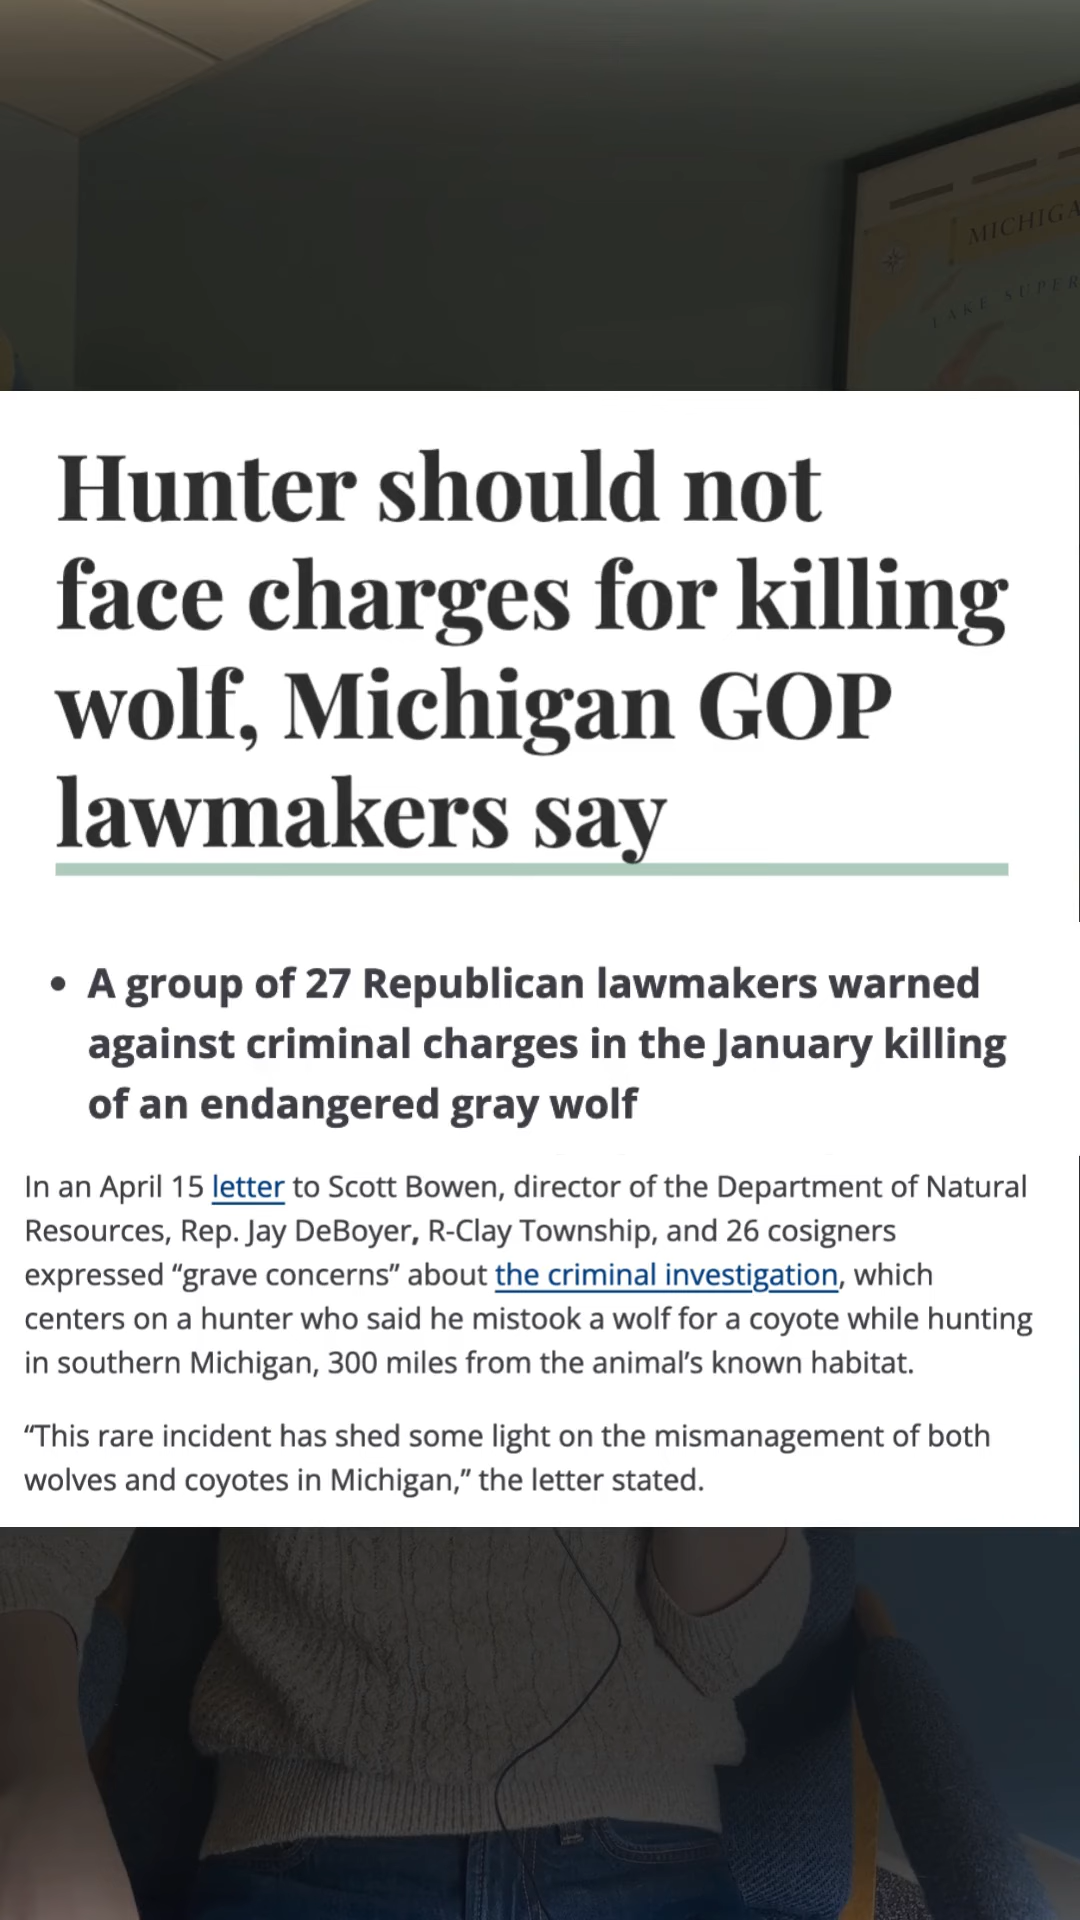 MICHIGA
LAKE SUPER
Hunter should not
face charges for killing
wolf, Michigan GOP
lawmakers say
• A group of 27 Republican lawmakers warned
against criminal charges in the January killing
of an endangered gray wolf
In an April 15 letter to Scott Bowen, director of the Department of Natural
Resources, Rep. Jay DeBoyer, R-Clay Township, and 26 cosigners
expressed “grave concerns” about the criminal investigation, which
centers on a hunter who said he mistook a wolf for a coyote while hunting
in southern Michigan, 300 miles from the animal’s known habitat.
“This rare incident has shed some light on the mismanagement of both
wolves and coyotes in Michigan,” the letter stated.